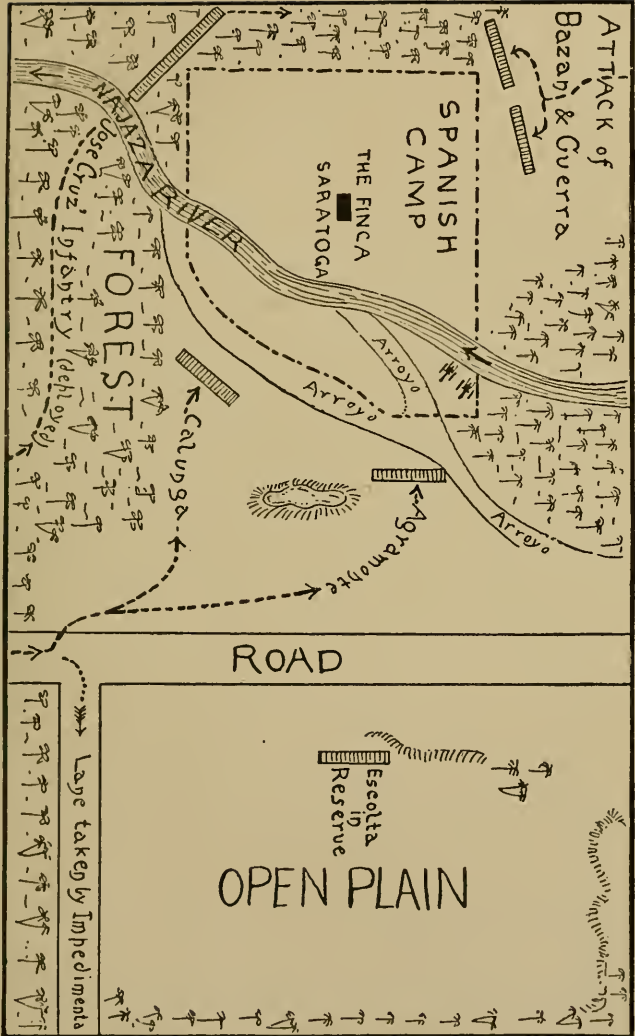 ATTACK of
Bazan & Guerra
SPANISH
CAMP
THE FINCA
SARATOGA
NAJAZA RIVER
Jose Cruz' Infantry (deployed)
FOREST
Arroyo
Arroyo
Arroyo
Calunga
Agramonte
ROAD
Escolta
in
Reserve
OPEN PLAIN
Lane taken by Impedimenta